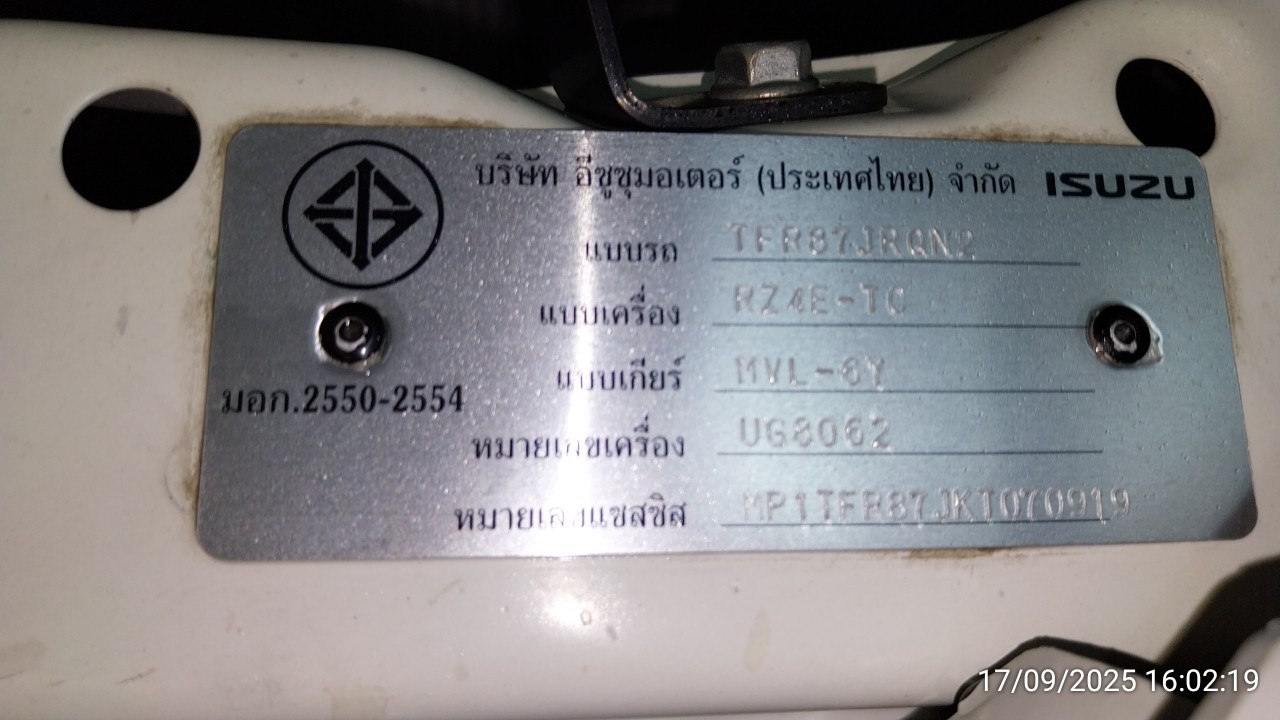 บริษัท อีซูซุมอเตอร์ (ประเทศไทย) จำกัด ISUZU
แบบรถ TFR87JRQN2
แบบเครื่อง RZ4E-TC
แบบเกียร์ MVL-6Y
มอก.2550-2554
หมายเลขเครื่อง UG8062
หมายเลขแชสซิส MP1TFR87JKT070919
17/09/2025 16:02:19